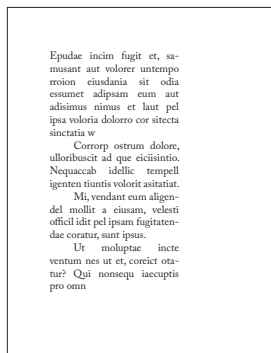 Epudae incim fugit et, sa-
musant aut volorer untempo
rroion eiusdania sit odia
essumet adipsam eum aut
adisimus nimus et laut pel
ipsa voloria dolorro cor sitecta
sinctatia w
Corrorp ostrum dolore,
ulloribuscit ad que eiciisintio.
Nequaccab idellic tempell
igenten tiuntis volorit asitatiat.
Mi, vendant eum aligen-
del mollit a eiusam, velesti
officil idit pel ipsam fugitaten-
dae coratur, sunt ipsus.
Ut moluptae incte
ventum nes ut et, coreict ota-
tur? Qui nonsequ iaecuptis
pro omn